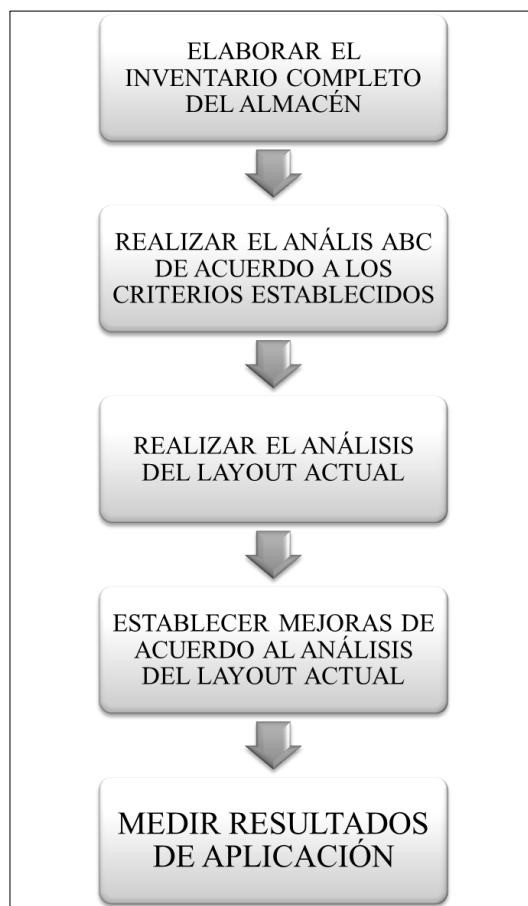 ELABORAR EL
INVENTARIO COMPLETO
DEL ALMACÉN
REALIZAR EL ANÁLIS ABC
DE ACUERDO A LOS
CRITERIOS ESTABLECIDOS
REALIZAR EL ANÁLISIS
DEL LAYOUT ACTUAL
ESTABLECER MEJORAS DE
ACUERDO AL ANÁLISIS
DEL LAYOUT ACTUAL
MEDIR RESULTADOS
DE APLICACIÓN